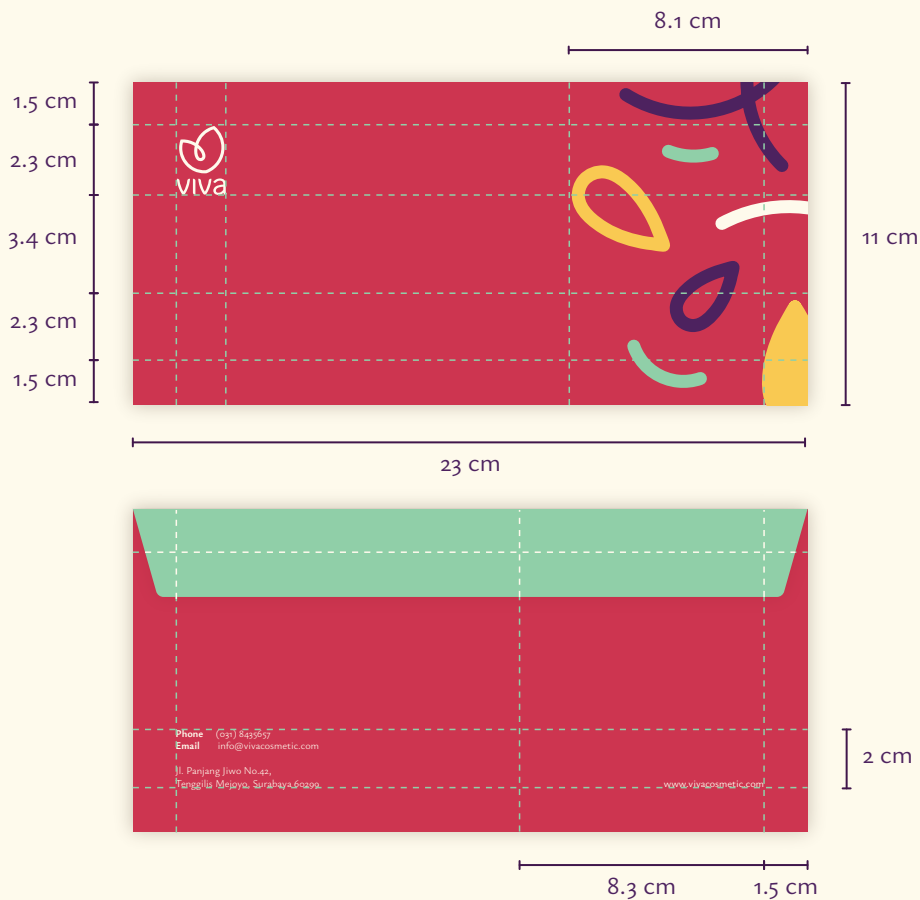 8.1 cm
1.5 cm
2.3 cm
viva
3.4 cm
11 cm
2.3 cm
1.5 cm
23 cm
Phone (031) 8435657
Email info@vivacosmetic.com
Jl. Panjang Jiwo No.42,
Tenggilis Mejoyo, Surabaya 60299
www.vivacosmetic.com
2 cm
8.3 cm 1.5 cm